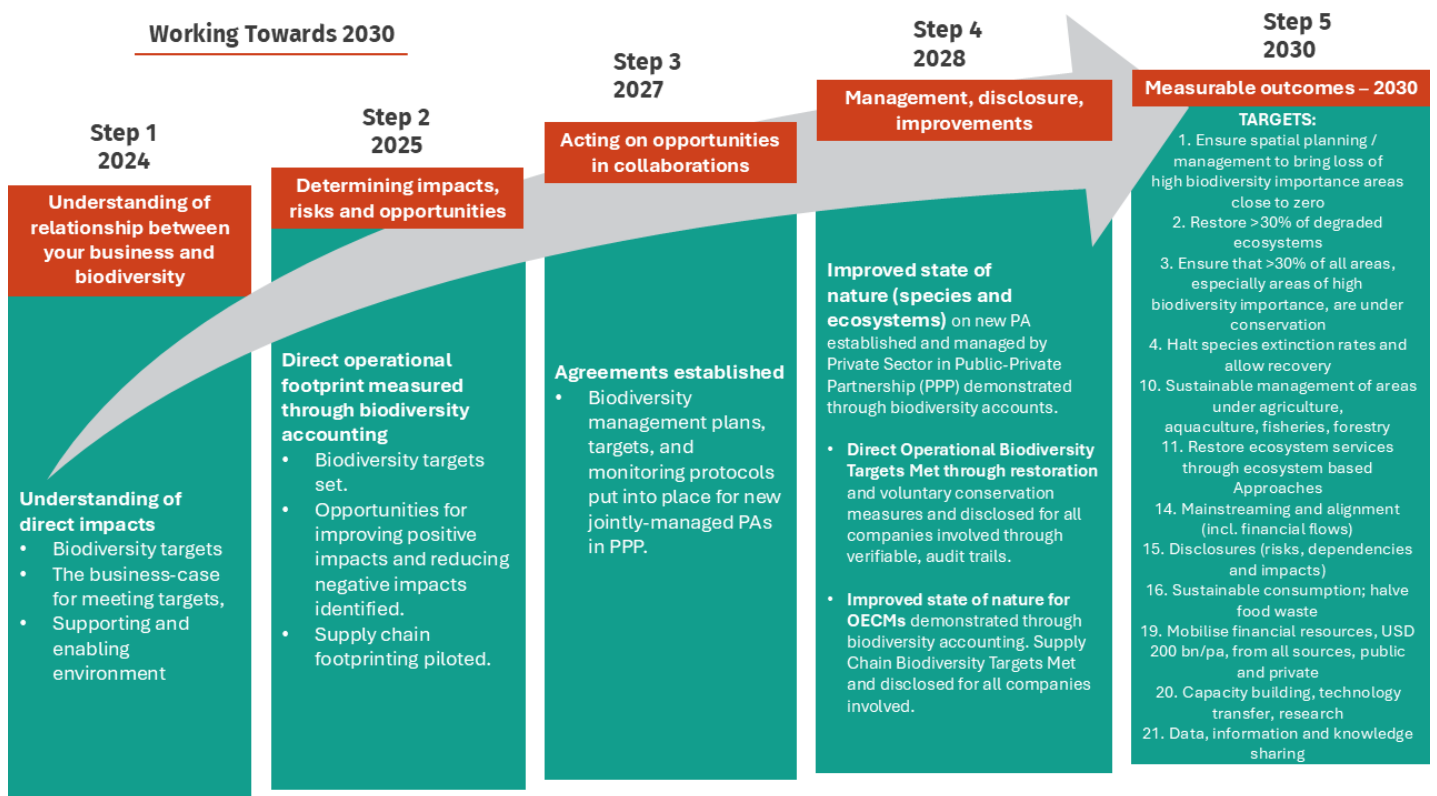 Working Towards 2030
Step 1
2024
Understanding of
relationship between
your business and
biodiversity
Understanding of
direct impacts
• Biodiversity targets
• The business-case
for meeting targets,
• Supporting and
enabling
environment
Step 2
2025
Determining impacts,
risks and opportunities
Direct operational
footprint measured
through biodiversity
accounting
• Biodiversity targets
set.
• Opportunities for
improving positive
impacts and reducing
negative impacts
identified.
• Supply chain
footprinting piloted.
Step 3
2027
Acting on opportunities
in collaborations
Agreements established
• Biodiversity
management plans,
targets, and
monitoring protocols
put into place for new
jointly-managed PAs
in PPP.
Step 4
2028
Management, disclosure,
improvements
Improved state of
nature (species and
ecosystems) on new PA
established and managed by
Private Sector in Public-Private
Partnership (PPP) demonstrated
through biodiversity accounts.
• Direct Operational Biodiversity
Targets Met through restoration
and voluntary conservation
measures and disclosed for all
companies involved through
verifiable, audit trails.
• Improved state of nature for
OECMs demonstrated through
biodiversity accounting. Supply
Chain Biodiversity Targets Met
and disclosed for all companies
involved.
Step 5
2030
Measurable outcomes – 2030
TARGETS:
1. Ensure spatial planning /
management to bring loss of
high biodiversity importance areas
close to zero
2. Restore >30% of degraded
ecosystems
3. Ensure that >30% of all areas,
especially areas of high
biodiversity importance, are under
conservation
4. Halt species extinction rates and
allow recovery
10. Sustainable management of areas
under agriculture,
aquaculture, fisheries, forestry
11. Restore ecosystem services
through ecosystem based
Approaches
14. Mainstreaming and alignment
(incl. financial flows)
15. Disclosures (risks, dependencies
and impacts)
16. Sustainable consumption; halve
food waste
19. Mobilise financial resources, USD
200 bn/pa, from all sources, public
and private
20. Capacity building, technology
transfer, research
21. Data, information and knowledge
sharing